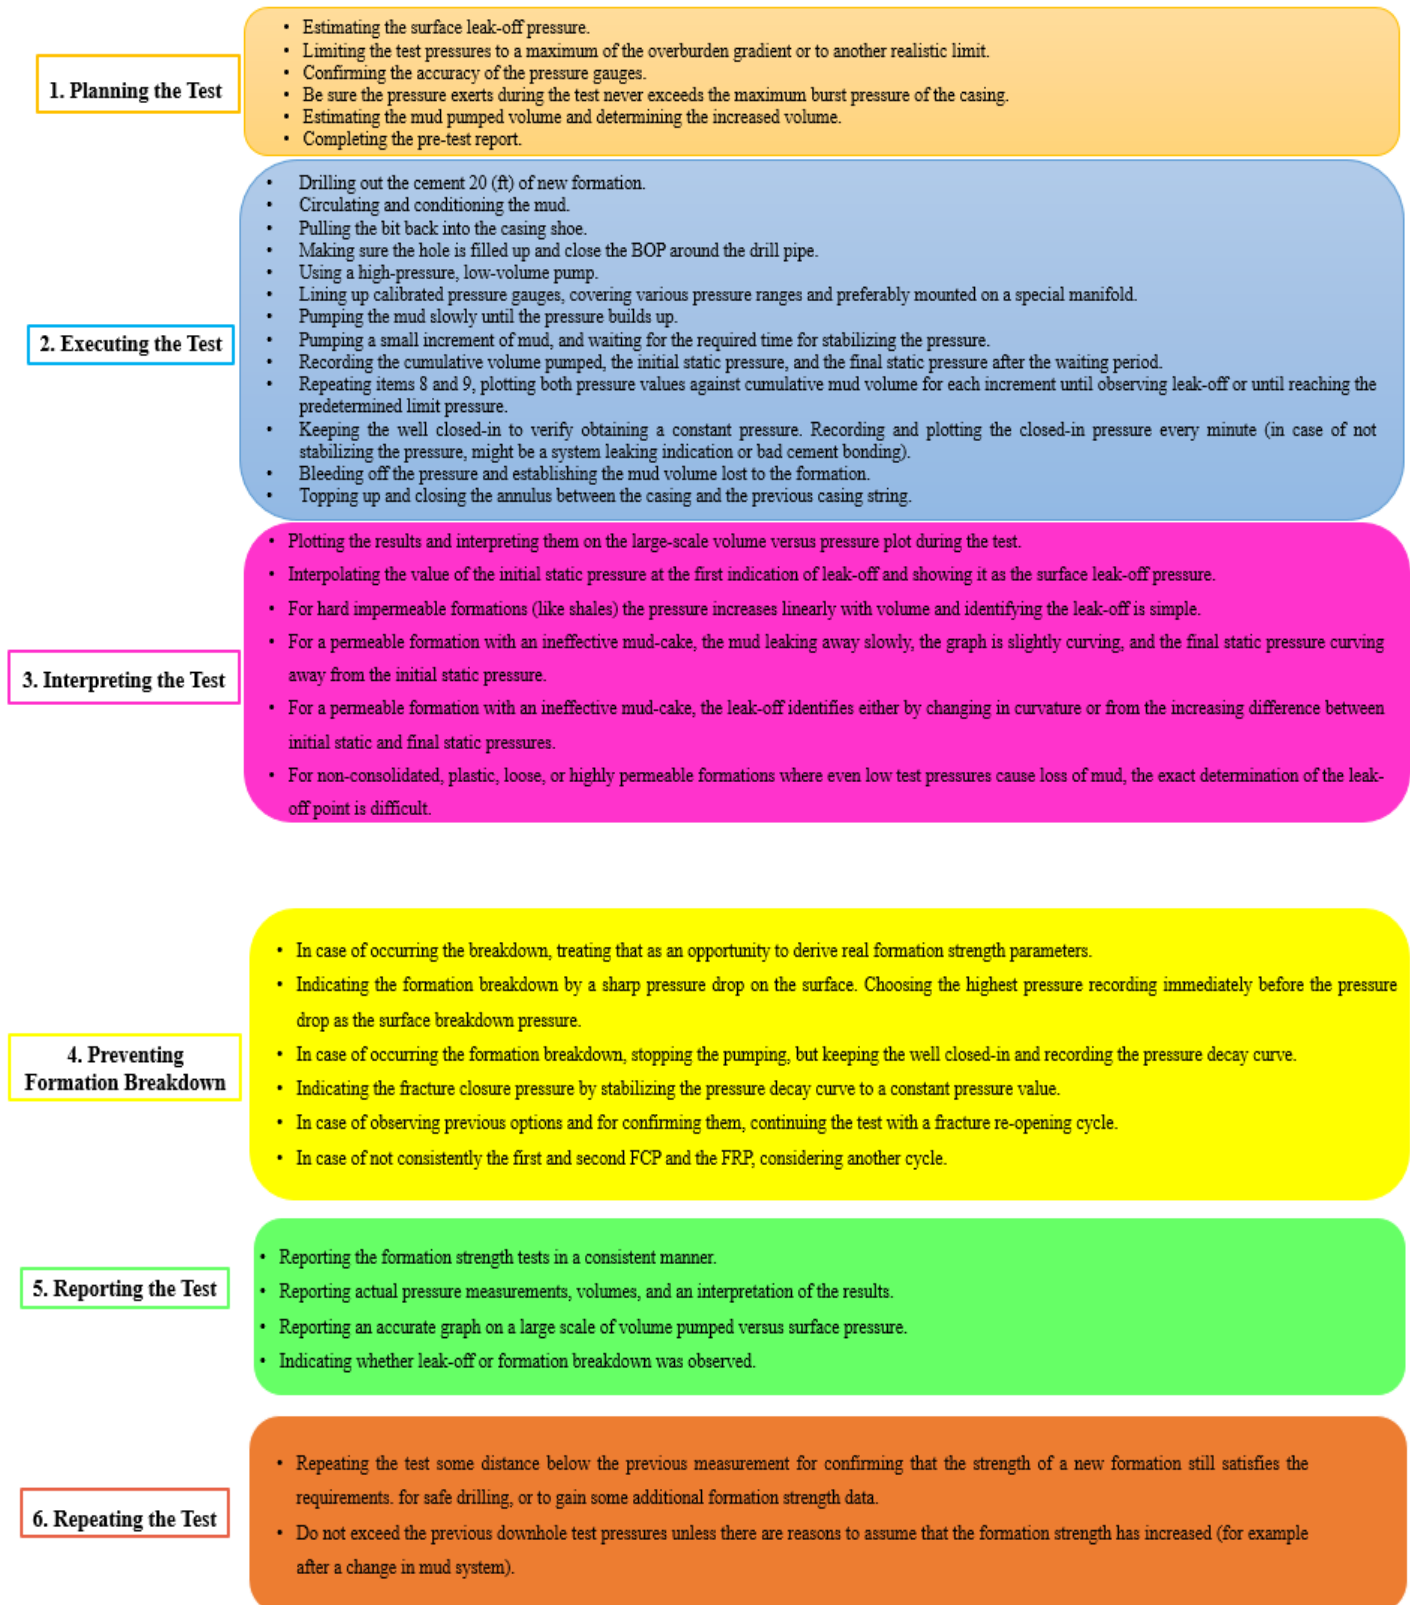 1. Planning the Test
• Estimating the surface leak-off pressure.
• Limiting the test pressures to a maximum of the overburden gradient or to another realistic limit.
• Confirming the accuracy of the pressure gauges.
• Be sure the pressure exerts during the test never exceeds the maximum burst pressure of the casing.
• Estimating the mud pumped volume and determining the increased volume.
• Completing the pre-test report.
2. Executing the Test
• Drilling out the cement 20 (ft) of new formation.
• Circulating and conditioning the mud.
• Pulling the bit back into the casing shoe.
• Making sure the hole is filled up and close the BOP around the drill pipe.
• Using a high-pressure, low-volume pump.
• Lining up calibrated pressure gauges, covering various pressure ranges and preferably mounted on a special manifold.
• Pumping the mud slowly until the pressure builds up.
• Pumping a small increment of mud, and waiting for the required time for stabilizing the pressure.
• Recording the cumulative volume pumped, the initial static pressure, and the final static pressure after the waiting period.
• Repeating items 8 and 9, plotting both pressure values against cumulative mud volume for each increment until observing leak-off or until reaching the
predetermined limit pressure.
• Keeping the well closed-in to verify obtaining a constant pressure. Recording and plotting the closed-in pressure every minute (in case of not
stabilizing the pressure, might be a system leaking indication or bad cement bonding).
• Bleeding off the pressure and establishing the mud volume lost to the formation.
• Topping up and closing the annulus between the casing and the previous casing string.
3. Interpreting the Test
• Plotting the results and interpreting them on the large-scale volume versus pressure plot during the test.
• Interpolating the value of the initial static pressure at the first indication of leak-off and showing it as the surface leak-off pressure.
• For hard impermeable formations (like shales) the pressure increases linearly with volume and identifying the leak-off is simple.
• For a permeable formation with an ineffective mud-cake, the mud leaking away slowly, the graph is slightly curving, and the final static pressure curving
away from the initial static pressure.
• For a permeable formation with an ineffective mud-cake, the leak-off identifies either by changing in curvature or from the increasing difference between
initial static and final static pressures.
• For non-consolidated, plastic, loose, or highly permeable formations where even low test pressures cause loss of mud, the exact determination of the leak-
off point is difficult.
4. Preventing
Formation Breakdown
• In case of occurring the breakdown, treating that as an opportunity to derive real formation strength parameters.
• Indicating the formation breakdown by a sharp pressure drop on the surface. Choosing the highest pressure recording immediately before the pressure
drop as the surface breakdown pressure.
• In case of occurring the formation breakdown, stopping the pumping, but keeping the well closed-in and recording the pressure decay curve.
• Indicating the fracture closure pressure by stabilizing the pressure decay curve to a constant pressure value.
• In case of observing previous options and for confirming them, continuing the test with a fracture re-opening cycle.
• In case of not consistently the first and second FCP and the FRP, considering another cycle.
5. Reporting the Test
• Reporting the formation strength tests in a consistent manner.
• Reporting actual pressure measurements, volumes, and an interpretation of the results.
• Reporting an accurate graph on a large scale of volume pumped versus surface pressure.
• Indicating whether leak-off or formation breakdown was observed.
6. Repeating the Test
• Repeating the test some distance below the previous measurement for confirming that the strength of a new formation still satisfies the
requirements. for safe drilling, or to gain some additional formation strength data.
• Do not exceed the previous downhole test pressures unless there are reasons to assume that the formation strength has increased (for example
after a change in mud system).